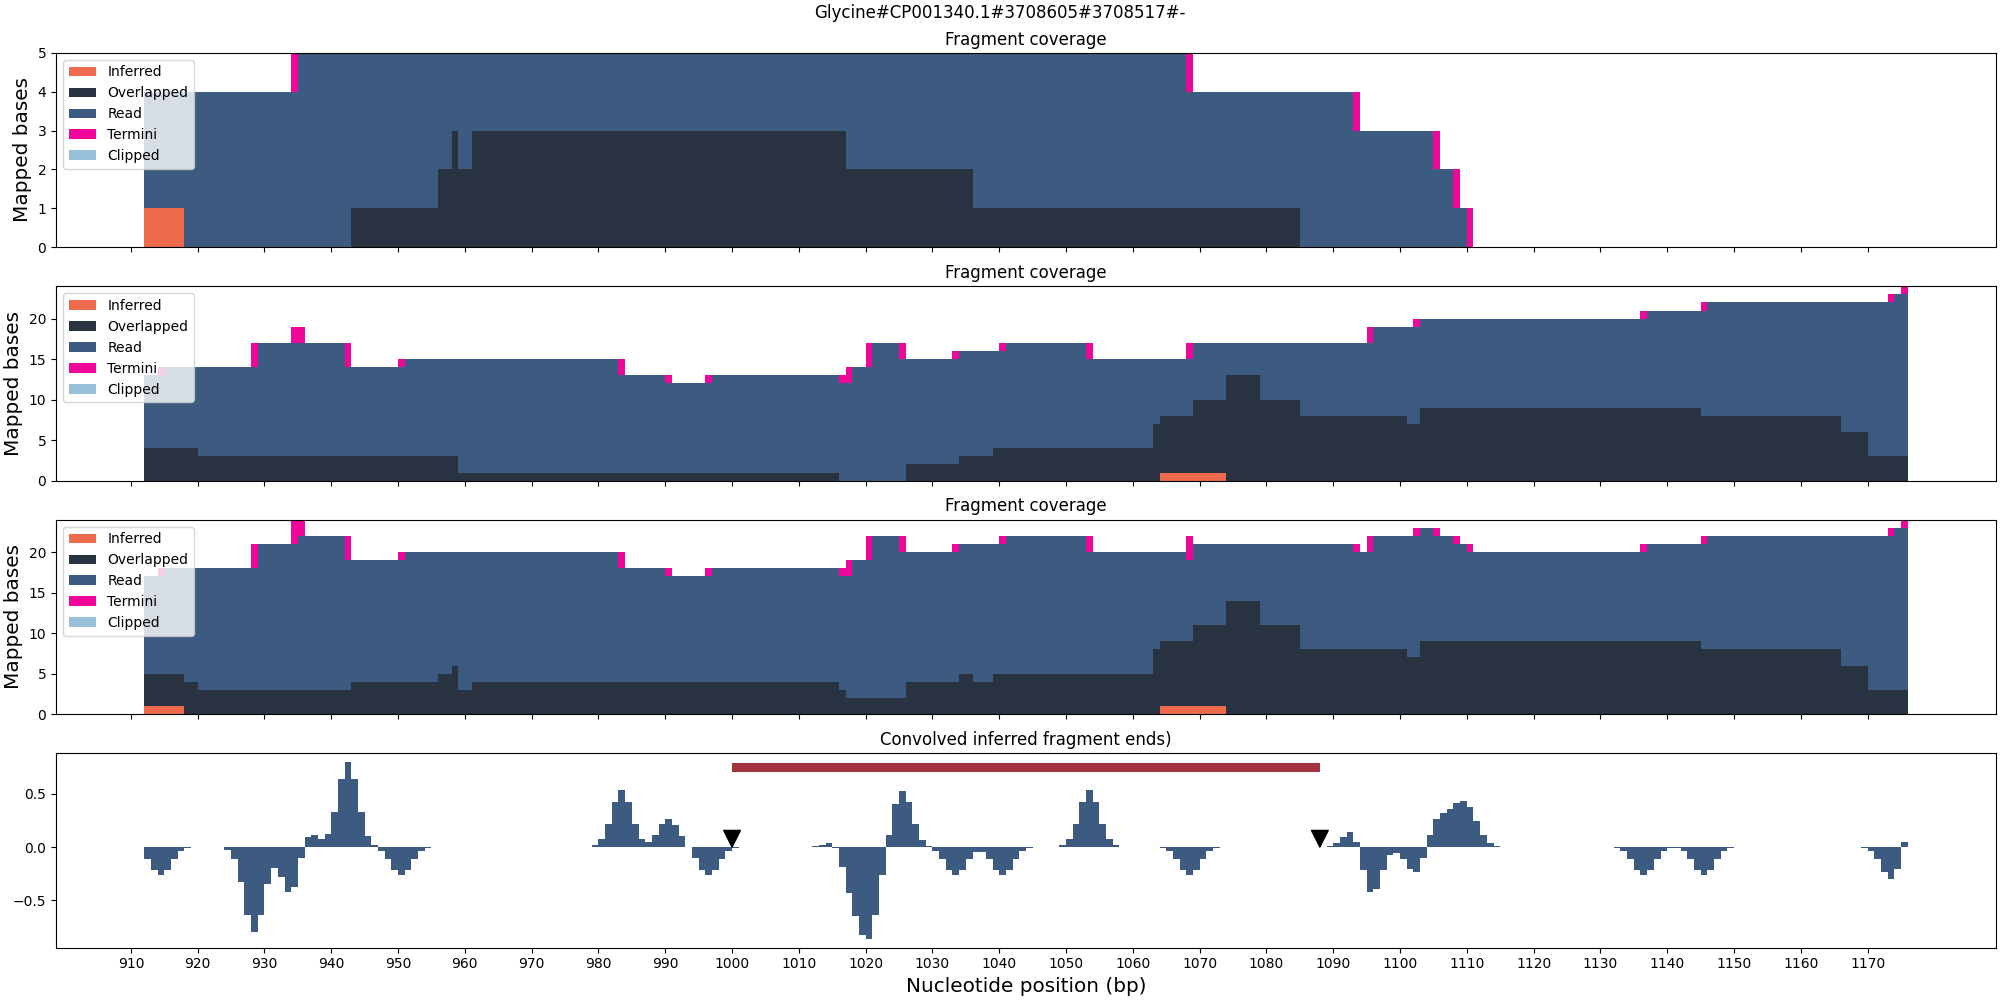 Glycine#CP001340.1#3708605#3708517#-
Fragment coverage
Mapped bases
5
4
3
2
1
0
Inferred
Overlapped
Read
Termini
Clipped
Fragment coverage
Mapped bases
20
15
10
5
0
Inferred
Overlapped
Read
Termini
Clipped
Fragment coverage
Mapped bases
20
15
10
5
0
Inferred
Overlapped
Read
Termini
Clipped
Convolved inferred fragment ends)
0.5
0.0
−0.5
910 920 930 940 950 960 970 980 990 1000 1010 1020 1030 1040 1050 1060 1070 1080 1090 1100 1110 1120 1130 1140 1150 1160 1170
Nucleotide position (bp)